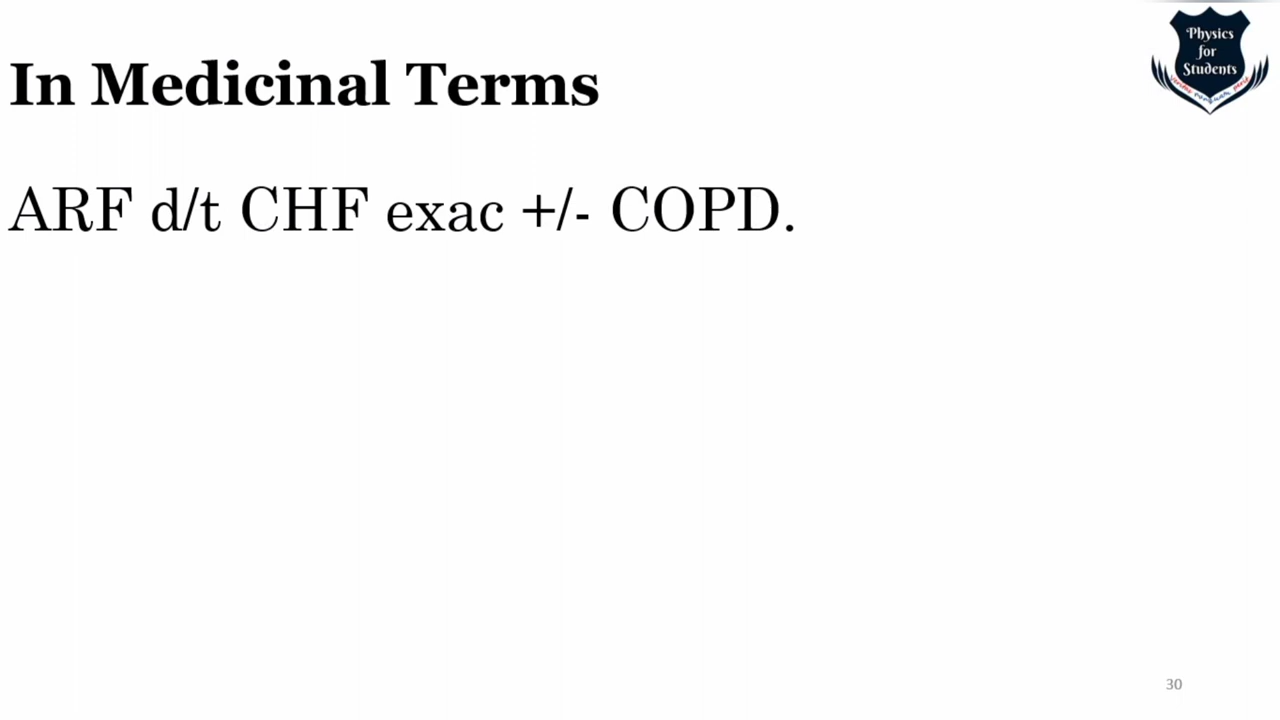 Physics
for
Students
In Medicinal Terms
ARF d/t CHF exac +/- COPD.
30